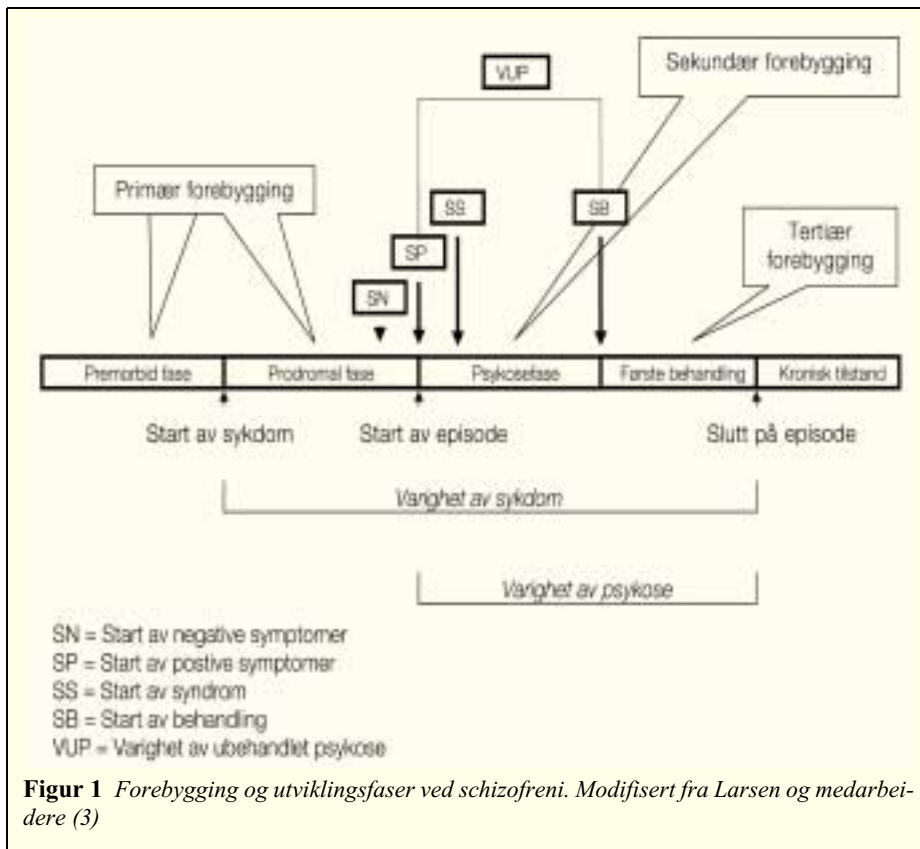 VUP
Sekundær forebygging
Primær forebygging
SS
SB
Tertiær
forebygging
SP
SN
Premorbid fase
Prodromal fase
Psykosefase
Første behandling
Kronisk tilstand
Start av sykdom
Start av episode
Slutt på episode
Varighet av sykdom
Varighet av psykose
SN = Start av negative symptomer
SP = Start av postive symptomer
SS = Start av syndrom
SB = Start av behandling
VUP = Varighet av ubehandlet psykose
Figur 1 Forebygging og utviklingsfaser ved schizofreni. Modifisert fra Larsen og medarbei-
dere (3)